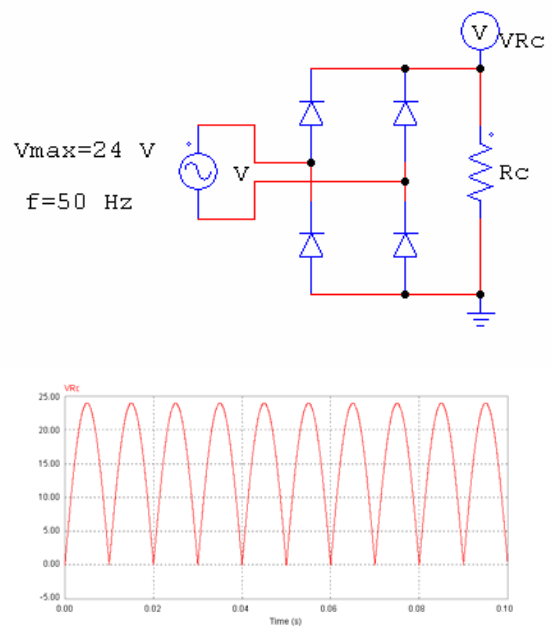 V VRc
Vmax=24 V
V
Rc
f=50 Hz
VRc
25.00
20.00
15.00
10.00
5.00
0.00
-5.00
0.00 0.02 0.04 0.06 0.08 0.10
Time (s)